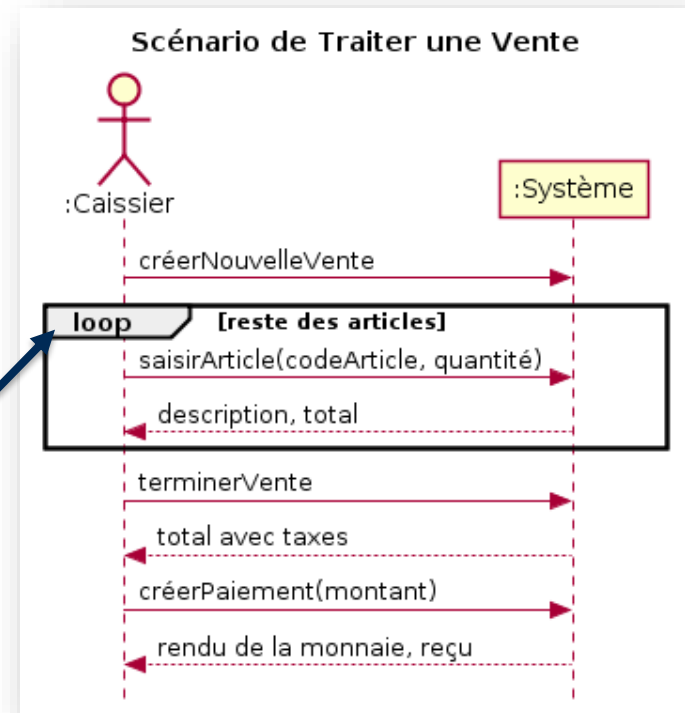 Scénario de Traiter une Vente
:Caissier
:Système
créerNouvelleVente
loop [reste des articles]
saisirArticle(codeArticle, quantité)
description, total
terminerVente
total avec taxes
créerPaiement(montant)
rendu de la monnaie, reçu